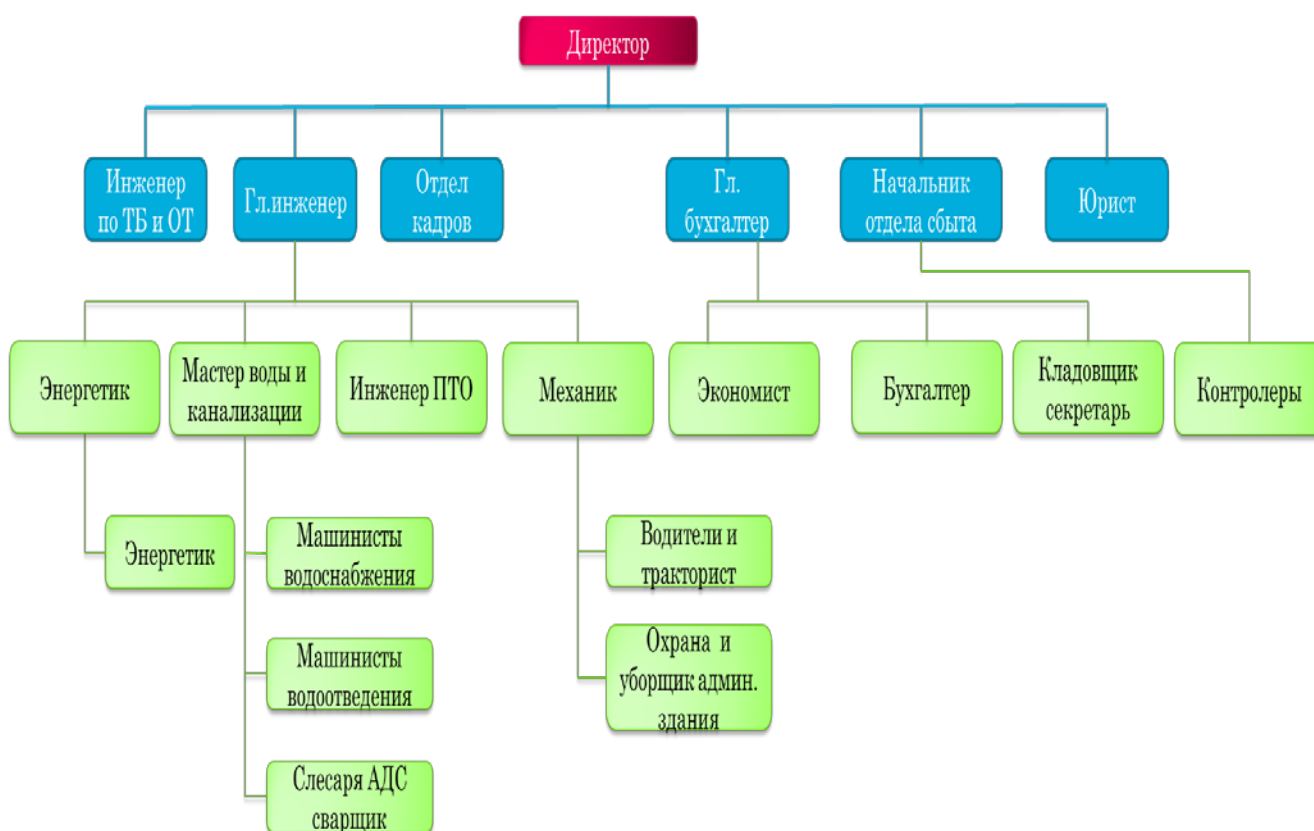 Директор
Инженер
по ТБ и ОТ
Гл.инженер
Отдел
кадров
Гл.
бухгалтер
Начальник
отдела сбыта
Юрист
Энергетик
Мастер воды и
канализации
Инженер ПТО
Механик
Экономист
Бухгалтер
Кладовщик
секретарь
Контролеры
Энергетик
Машинисты
водоснабжения
Водители и
тракторист
Машинисты
водоотведения
Охрана и
уборщик админ.
здания
Слесаря АДС
сварщик